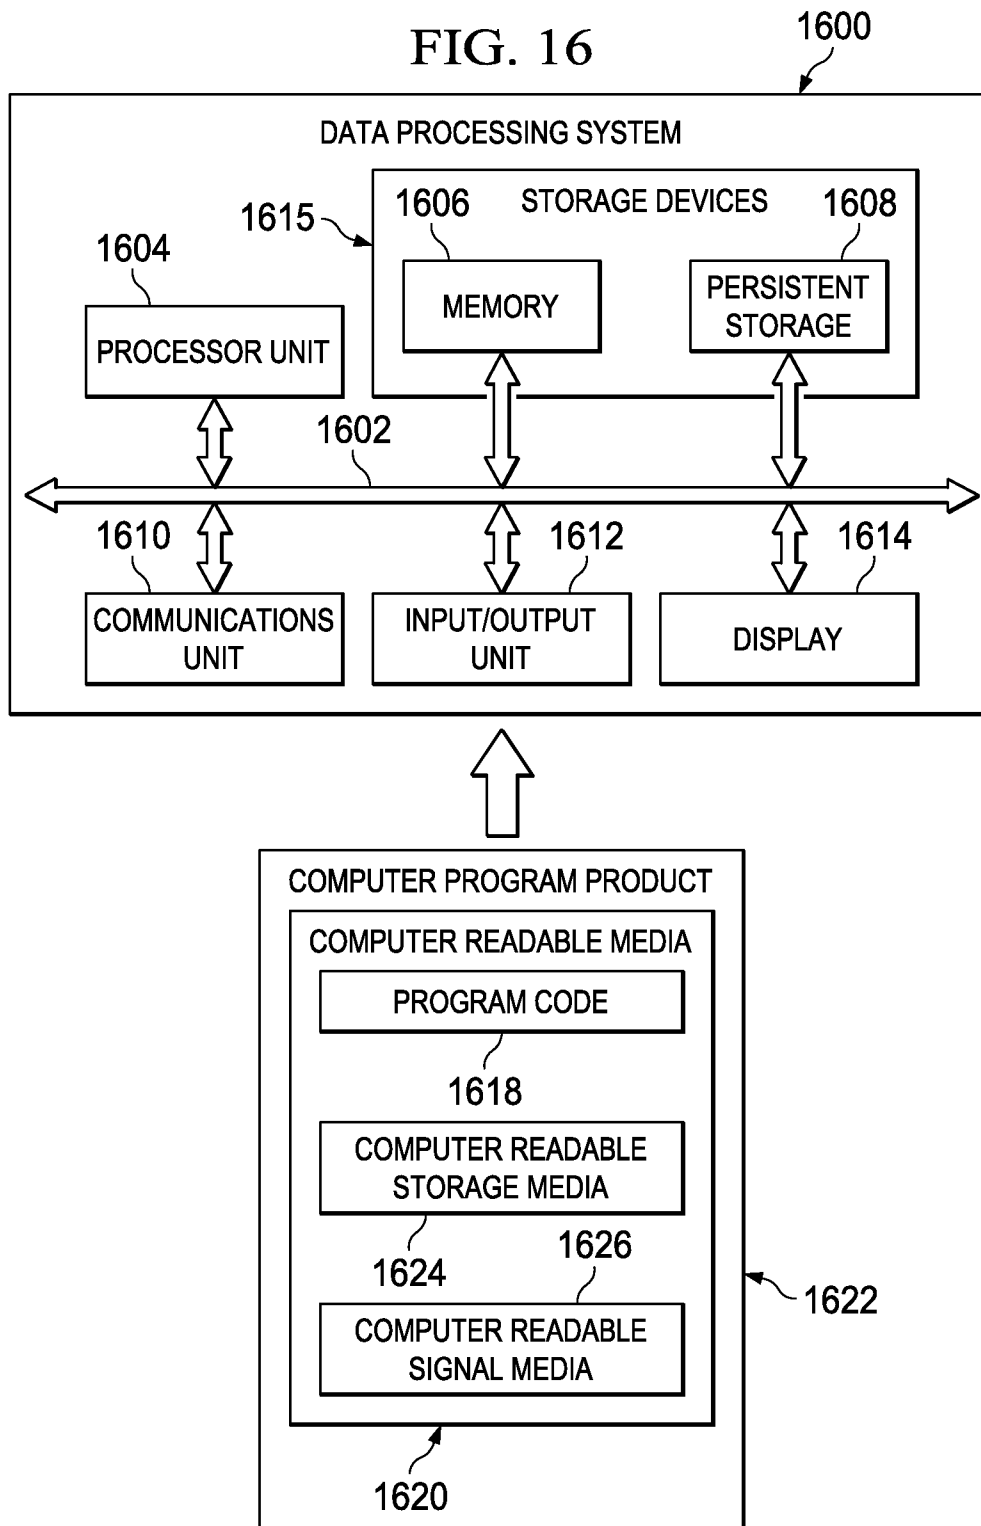 FIG. 16
1600
DATA PROCESSING SYSTEM
STORAGE DEVICES
1606
1608
1615
1604
MEMORY
PERSISTENT
STORAGE
PROCESSOR UNIT
1602
1610
1612
1614
COMMUNICATIONS
UNIT
INPUT/OUTPUT
UNIT
DISPLAY
COMPUTER PROGRAM PRODUCT
COMPUTER READABLE MEDIA
PROGRAM CODE
1618
COMPUTER READABLE
STORAGE MEDIA
1624
1626
COMPUTER READABLE
SIGNAL MEDIA
1622
1620